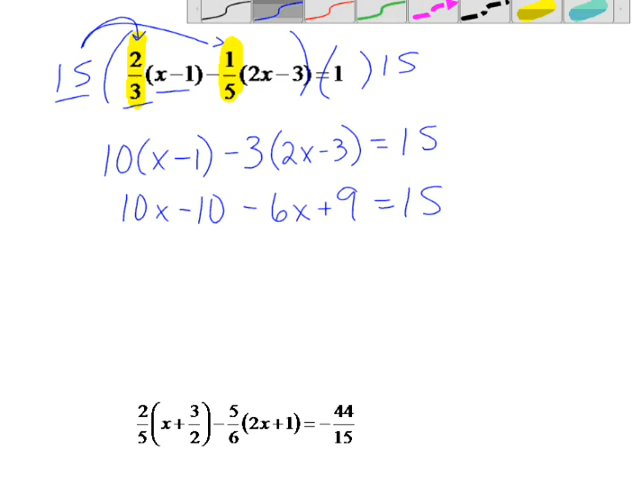 15 ( 2/3 (x−1) − 1/5 (2x−3) ) = ( 1 ) 15
10(x−1) −3(2x−3) = 15
10x −10 − 6x + 9 = 15
2/5 ( x + 3/2 ) − 5/6 (2x+1) = − 44/15